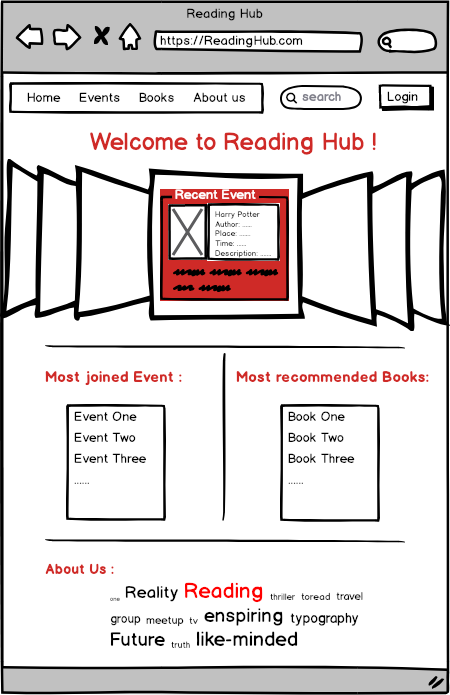 Reading Hub
https://ReadingHub.com
Home Events Books About us
search
Login
Welcome to Reading Hub !
Recent Event
Harry Potter
Author: .....
Place: ......
Time: .....
Description: ......
Most joined Event :
Event One
Event Two
Event Three
......
Most recommended Books:
Book One
Book Two
Book Three
......
About Us :
one Reality Reading thriller toread travel
group meetup tv enspiring typography
Future truth like-minded